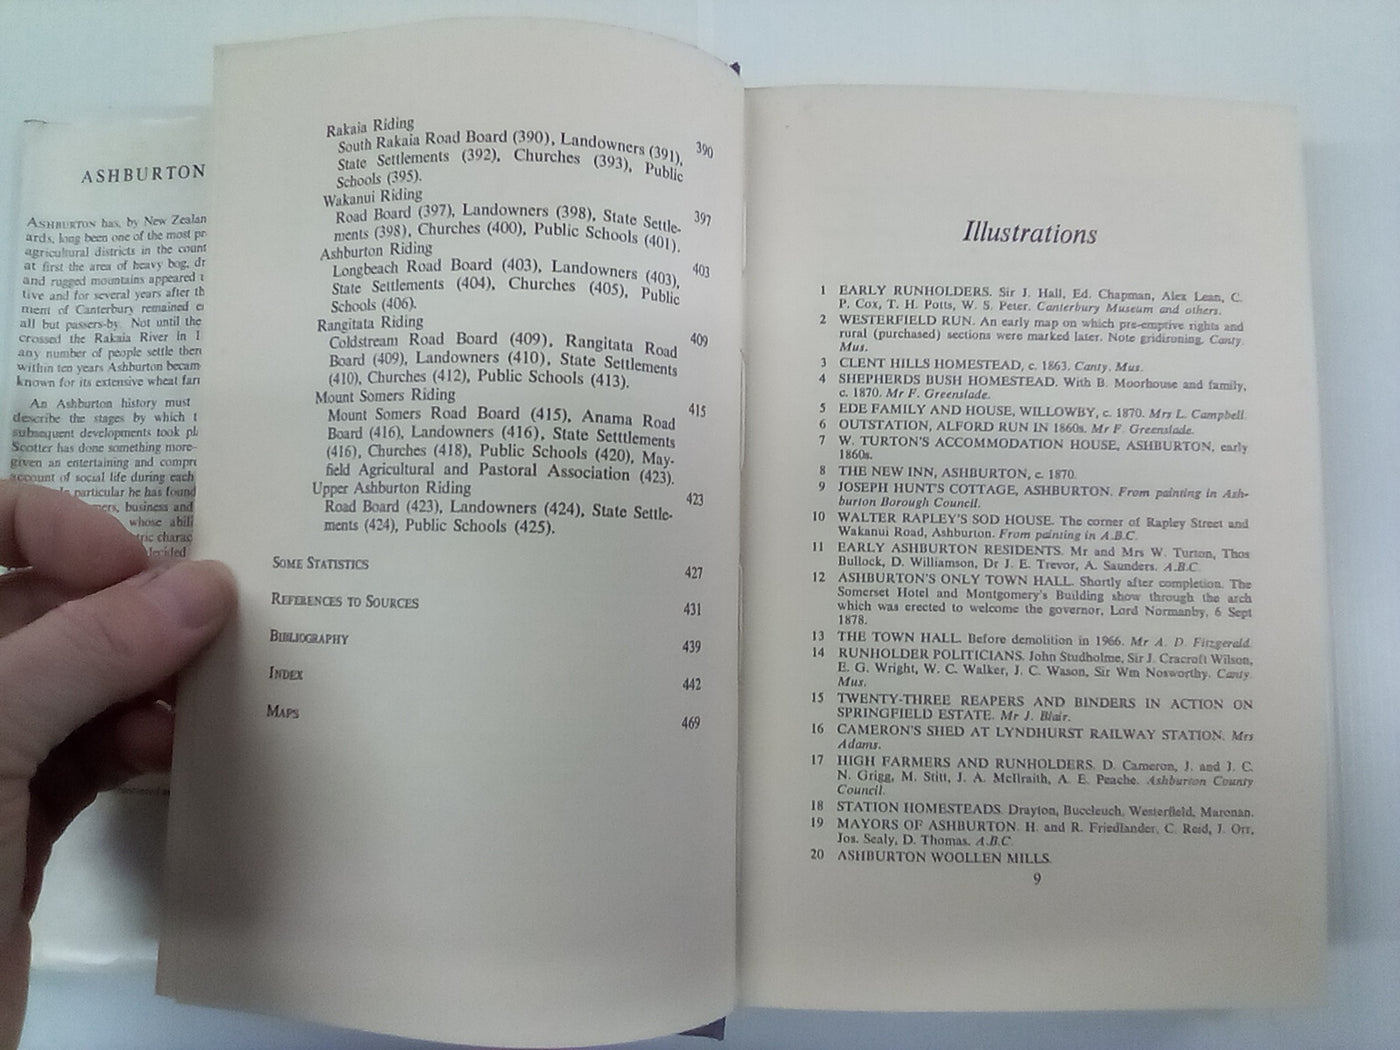 ASHBURTON
ASHBURTON has, by New Zealan
ards, long been one of the most pr
agricultural districts in the count
at first the area of heavy bog, dr
and rugged mountains appeared
tive and for several years after th
ment of Canterbury remained
all but passers-by. Not until the
crossed the Rakaia River in
any number of people settle then
within ten years Ashburton becam
known for its extensive wheat farr
An Ashburton history must
describe the stages by which t
subsequent developments took pl
Scotter has done something more
given an entertaining and compre
account of social life during each
particular he has found
business and
whose abili
tric charac
decided
Rakaia Riding 390
South Rakaia Road Board (390), Landowners (391),
State Settlements (392), Churches (393), Public
Schools (395).
Wakanui Riding 397
Road Board (397), Landowners (398), State Settle-
ments (398), Churches (400), Public Schools (401).
Ashburton Riding 403
Longbeach Road Board (403), Landowners (403),
State Settlements (404), Churches (405), Public
Schools (406).
Rangitata Riding 409
Coldstream Road Board (409), Rangitata Road
Board (409), Landowners (410), State Settlements
(410), Churches (412), Public Schools (413).
Mount Somers Riding 415
Mount Somers Road Board (415), Anama Road
Board (416), Landowners (416), State Setttlements
(416), Churches (418), Public Schools (420), May-
field Agricultural and Pastoral Association (423).
Upper Ashburton Riding 423
Road Board (423), Landowners (424), State Settle-
ments (424), Public Schools (425).
SOME STATISTICS 427
REFERENCES TO SOURCES 431
BIBLIOGRAPHY 439
INDEX 442
MAPS 469
Illustrations
1 EARLY RUNHOLDERS. Sir J. Hall, Ed. Chapman, Alex Lean, C.
P. Cox, T. H. Potts, W. S. Peter. Canterbury Museum and others.
2 WESTERFIELD RUN. An early map on which pre-emptive rights and
rural (purchased) sections were marked later. Note gridironing. Canty.
Mus.
3 CLENT HILLS HOMESTEAD, c. 1863. Canty. Mus.
4 SHEPHERDS BUSH HOMESTEAD. With B. Moorhouse and family,
c. 1870. Mr F. Greenslade.
5 EDE FAMILY AND HOUSE, WILLOWBY, c. 1870. Mrs L. Campbell.
6 OUTSTATION, ALFORD RUN IN 1860s. Mr F. Greenslade.
7 W. TURTON'S ACCOMMODATION HOUSE, ASHBURTON, early
1860s.
8 THE NEW INN, ASHBURTON, c. 1870.
9 JOSEPH HUNT'S COTTAGE, ASHBURTON. From painting in Ash-
burton Borough Council.
10 WALTER RAPLEY'S SOD HOUSE. The corner of Rapley Street and
Wakanui Road, Ashburton. From painting in A.B.C.
11 EARLY ASHBURTON RESIDENTS. Mr and Mrs W. Turton, Thos
Bullock, D. Williamson, Dr J. E. Trevor, A. Saunders. A.B.C.
12 ASHBURTON'S ONLY TOWN HALL. Shortly after completion. The
Somerset Hotel and Montgomery's Building show through the arch
which was erected to welcome the governor, Lord Normanby, 6 Sept
1878.
13 THE TOWN HALL. Before demolition in 1966. Mr A. D. Fitzgerald.
14 RUNHOLDER POLITICIANS. John Studholme, Sir J. Cracroft Wilson,
E. G. Wright, W. C. Walker, J. C. Wason, Sir Wm Nosworthy. Canty.
Mus.
15 TWENTY-THREE REAPERS AND BINDERS IN ACTION ON
SPRINGFIELD ESTATE. Mr J. Blair.
16 CAMERON'S SHED AT LYNDHURST RAILWAY STATION. Mrs
Adams.
17 HIGH FARMERS AND RUNHOLDERS. D. Cameron, J. and J. C.
N. Grigg, M. Stitt, J. A. McIlraith, A. E. Peache. Ashburton County
Council.
18 STATION HOMESTEADS. Drayton, Buccleuch, Westerfield, Maronan.
19 MAYORS OF ASHBURTON. H. and R. Friedlander, C. Reid, J. Orr,
Jos. Sealy, D. Thomas. A.B.C.
20 ASHBURTON WOOLLEN MILLS.
9